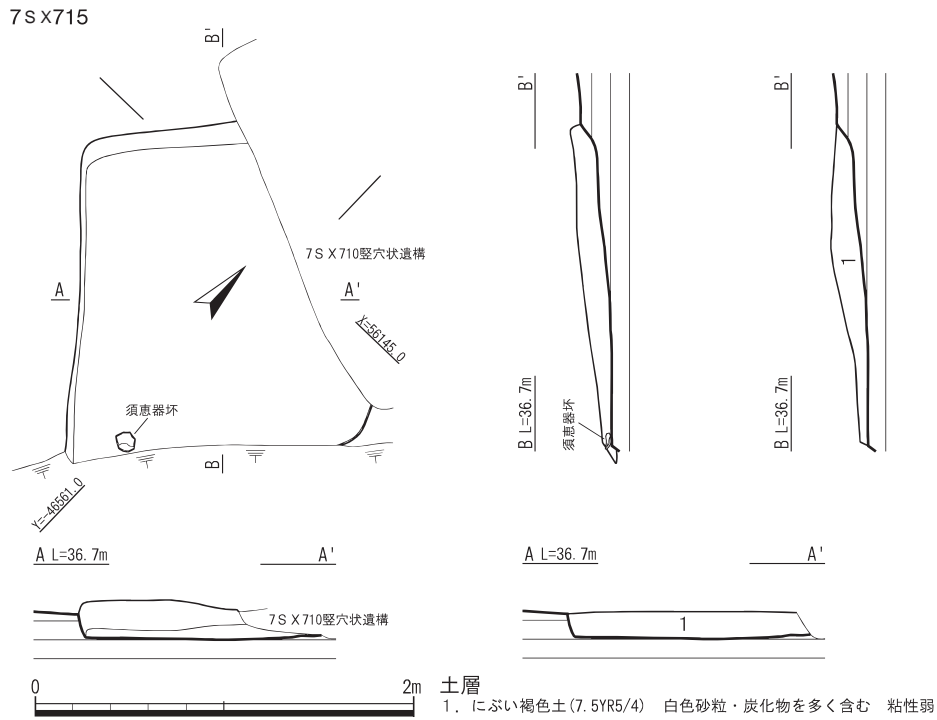 7SX715
B'
7SX710竪穴状遺構
A
A'
X=56145.0
須恵器坏
B
Y=-46561.0
B'
B L=36.7m
須恵器坏
B'
B L=36.7m
1
A L=36.7m
A'
7SX710竪穴状遺構
A L=36.7m
A'
1
0
2m
土層
1. にぶい褐色土(7.5YR5/4) 白色砂粒・炭化物を多く含む 粘性弱